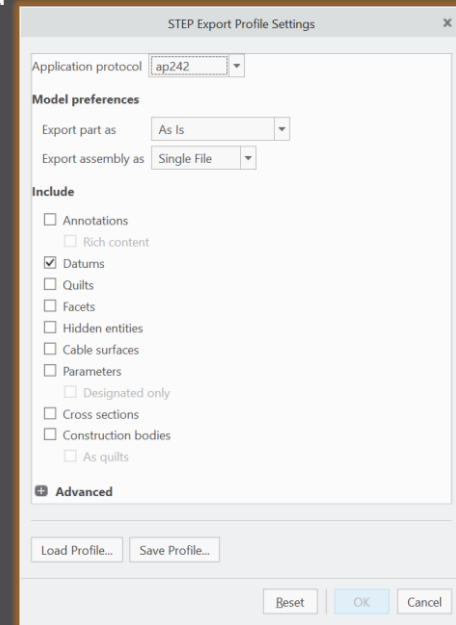 STEP Export Profile Settings
Application protocol ap242
Model preferences
Export part as As Is
Export assembly as Single File
Include
Annotations
Rich content
Datums
Quilts
Facets
Hidden entities
Cable surfaces
Parameters
Designated only
Cross sections
Construction bodies
As quilts
Advanced
Load Profile... Save Profile...
Reset OK Cancel